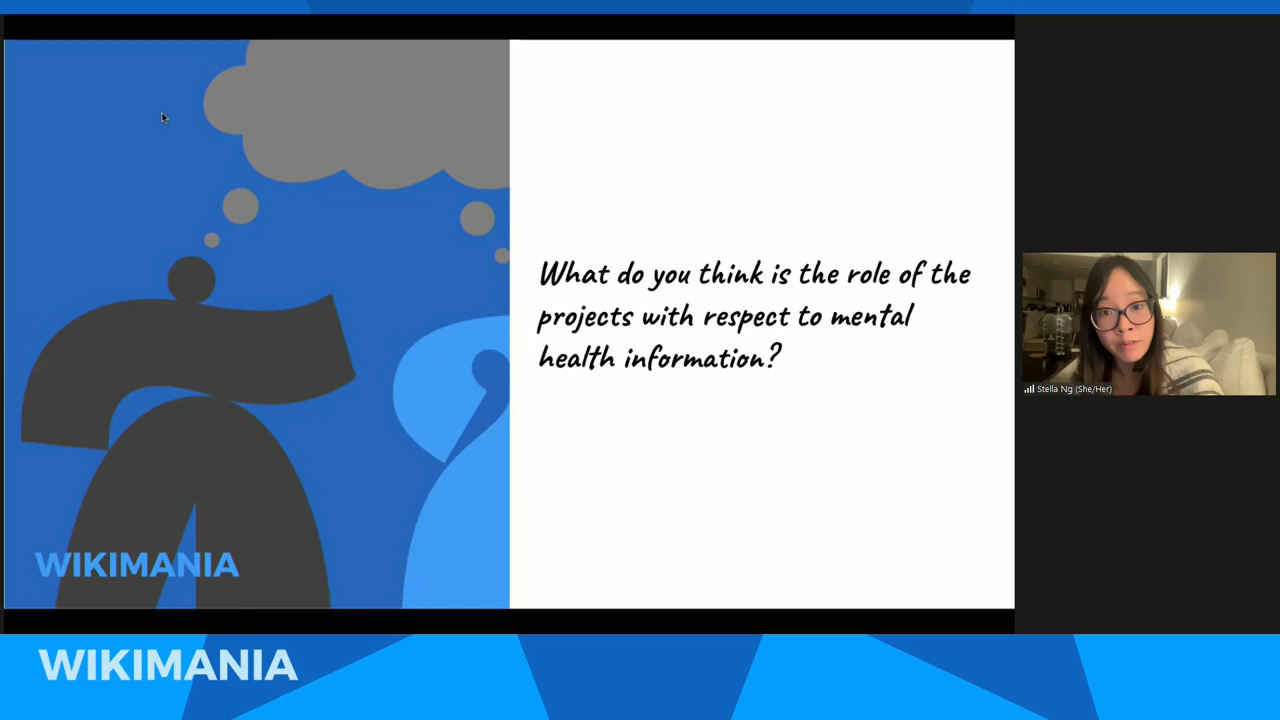 What do you think is the role of the
projects with respect to mental
health information?
WIKIMANIA
Stella Ng (She/Her)
WIKIMANIA